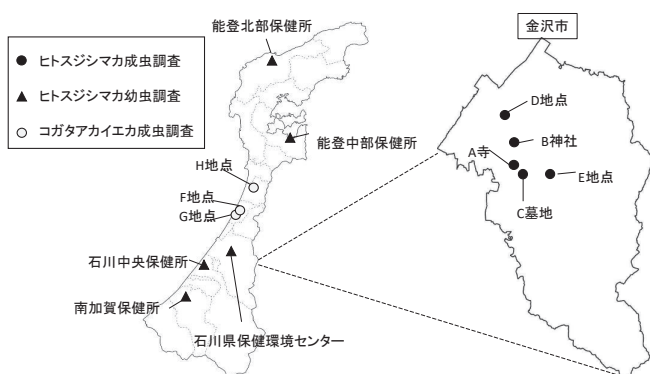 能登北部保健所
金沢市
●ヒトスジシマカ成虫調査
▲ヒトスジシマカ幼虫調査
○コガタアカイエカ成虫調査
D地点
能登中部保健所
B神社
A寺
H地点
E地点
F地点
C墓地
G地点
石川中央保健所
南加賀保健所
石川県保健環境センター